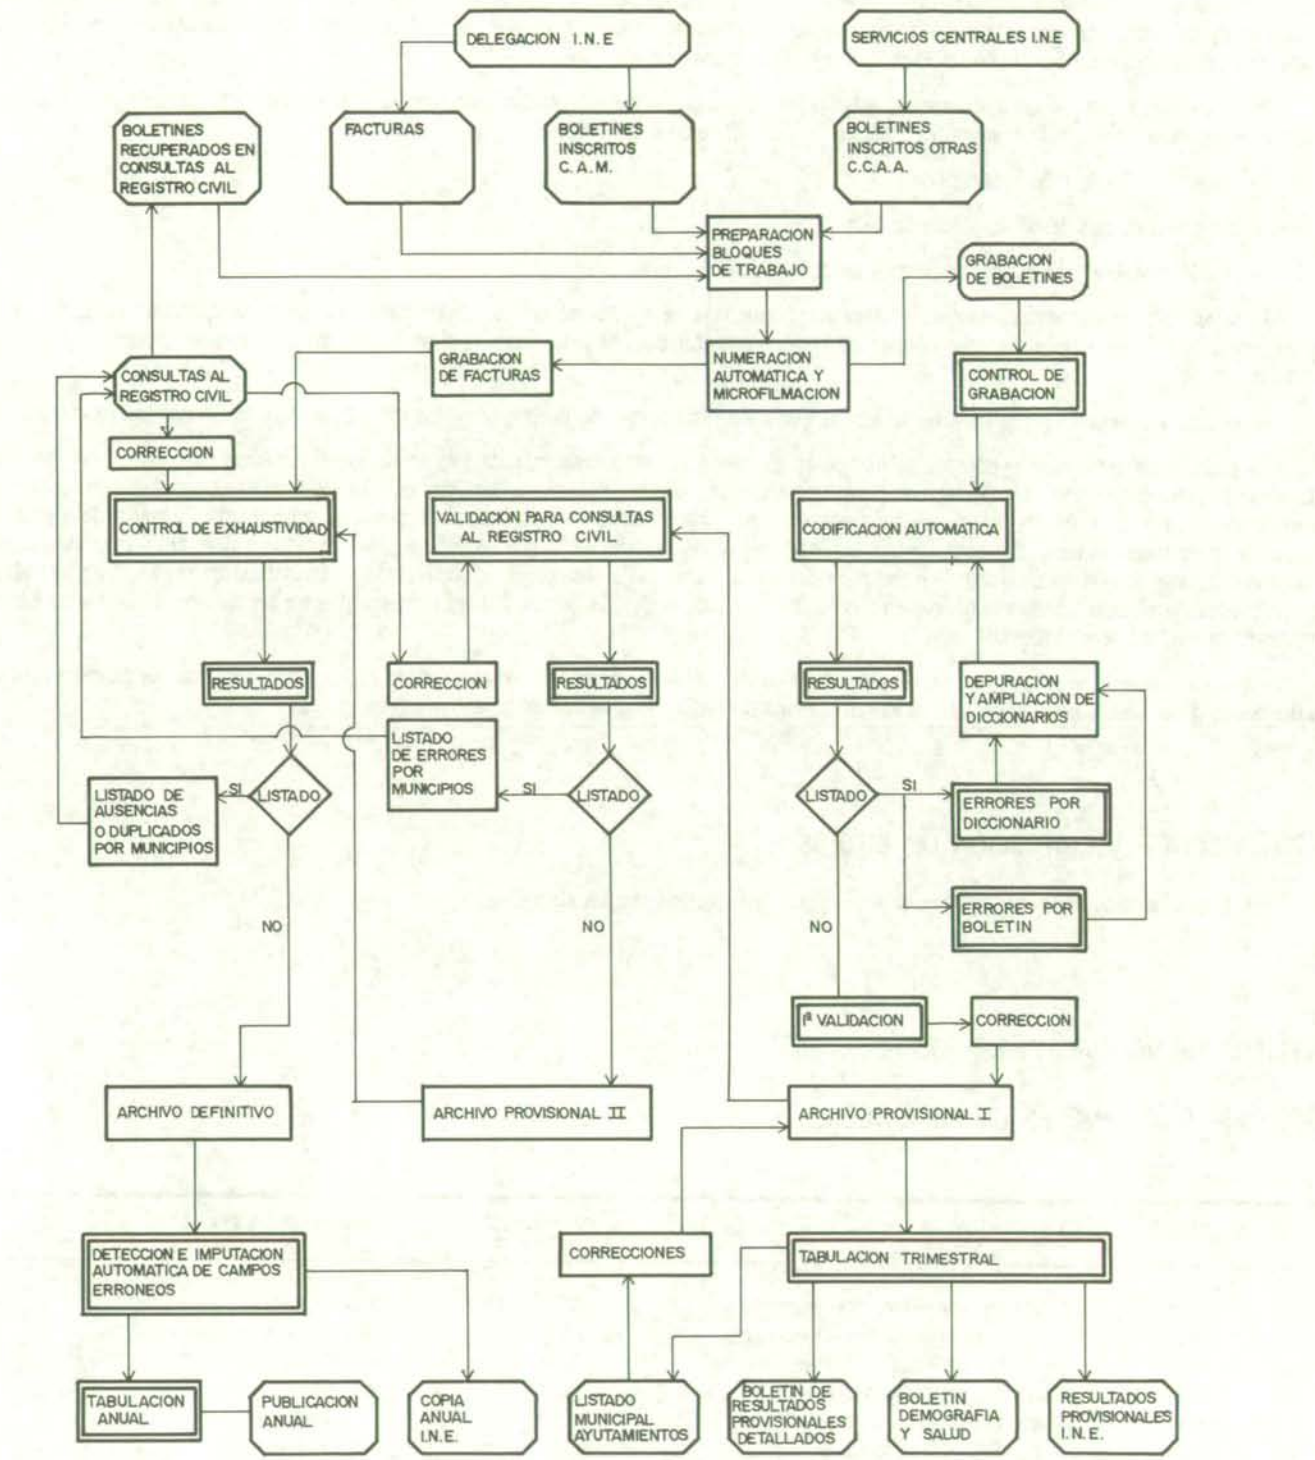 DELEGACION I.N.E
SERVICIOS CENTRALES I.N.E
BOLETINES
RECUPERADOS EN
CONSULTAS AL
REGISTRO CIVIL
FACTURAS
BOLETINES
INSCRITOS
C.A.M.
BOLETINES
INSCRITOS OTRAS
C.C.A.A.
PREPARACION
BLOQUES
DE TRABAJO
GRABACION
DE BOLETINES
CONSULTAS AL
REGISTRO CIVIL
GRABACION
DE FACTURAS
NUMERACION
AUTOMATICA Y
MICROFILMACION
CONTROL DE
GRABACION
CORRECCION
CONTROL DE EXHAUSTIVIDAD
VALIDACION PARA CONSULTAS
AL REGISTRO CIVIL
CODIFICACION AUTOMATICA
RESULTADOS
CORRECCION
RESULTADOS
RESULTADOS
DEPURACION
Y AMPLIACION DE
DICCIONARIOS
LISTADO
DE ERRORES
POR
MUNICIPIOS
LISTADO DE
AUSENCIAS
O DUPLICADOS
POR MUNICIPIOS
SI
LISTADO
SI
LISTADO
LISTADO
SI
ERRORES POR
DICCIONARIO
ERRORES POR
BOLETIN
NO
NO
NO
1ª VALIDACION
CORRECCION
ARCHIVO DEFINITIVO
ARCHIVO PROVISIONAL II
ARCHIVO PROVISIONAL I
DETECCION E IMPUTACION
AUTOMATICA DE CAMPOS
ERRONEOS
CORRECCIONES
TABULACION TRIMESTRAL
TABULACION
ANUAL
PUBLICACION
ANUAL
COPIA
ANUAL
I.N.E.
LISTADO
MUNICIPAL
AYUTAMIENTOS
BOLETIN DE
RESULTADOS
PROVISIONALES
DETALLADOS
BOLETIN
DEMOGRAFIA
Y SALUD
RESULTADOS
PROVISIONALES
I.N.E.